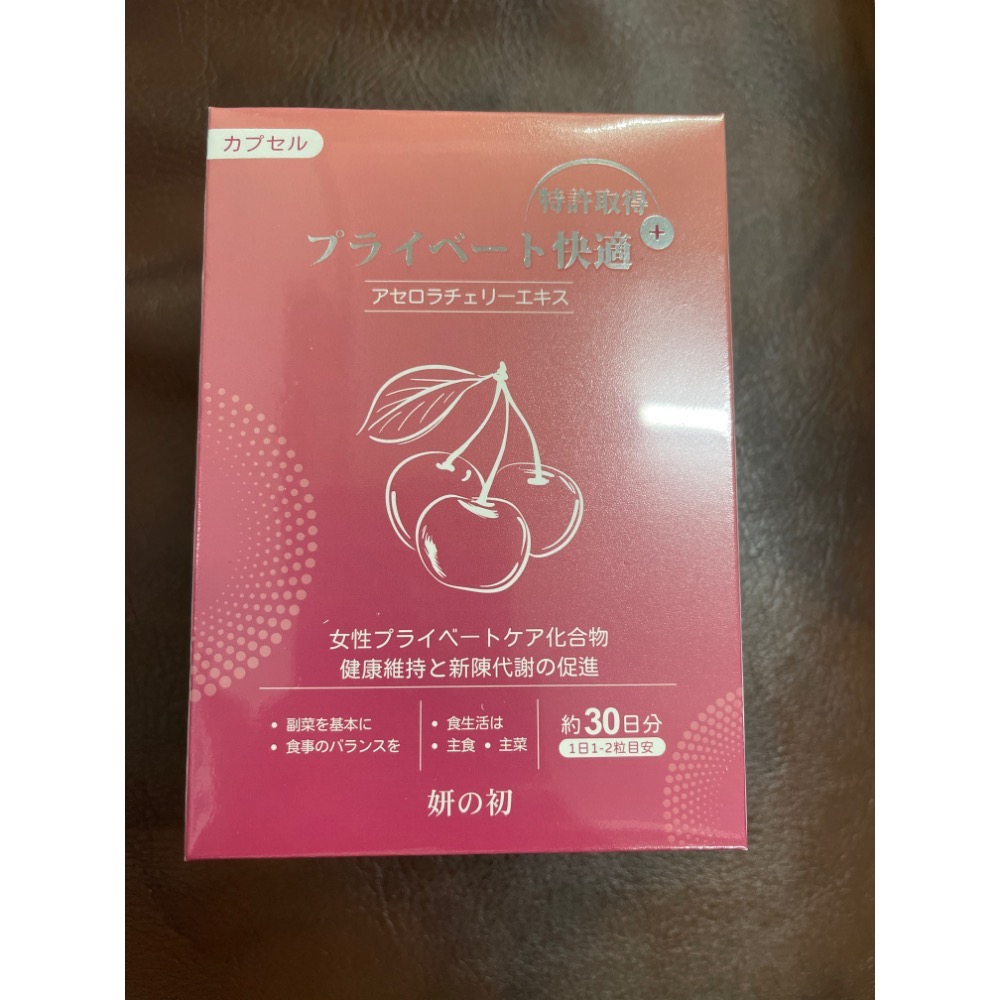 カプセル
特許取得
プライベート快適+
アセロラチェリーエキス
女性プライベートケア化合物
健康維持と新陳代謝の促進
• 副菜を基本に
• 食事のバランスを
• 食生活は
• 主食 • 主菜
約30日分
1日1-2粒目安
妍の初